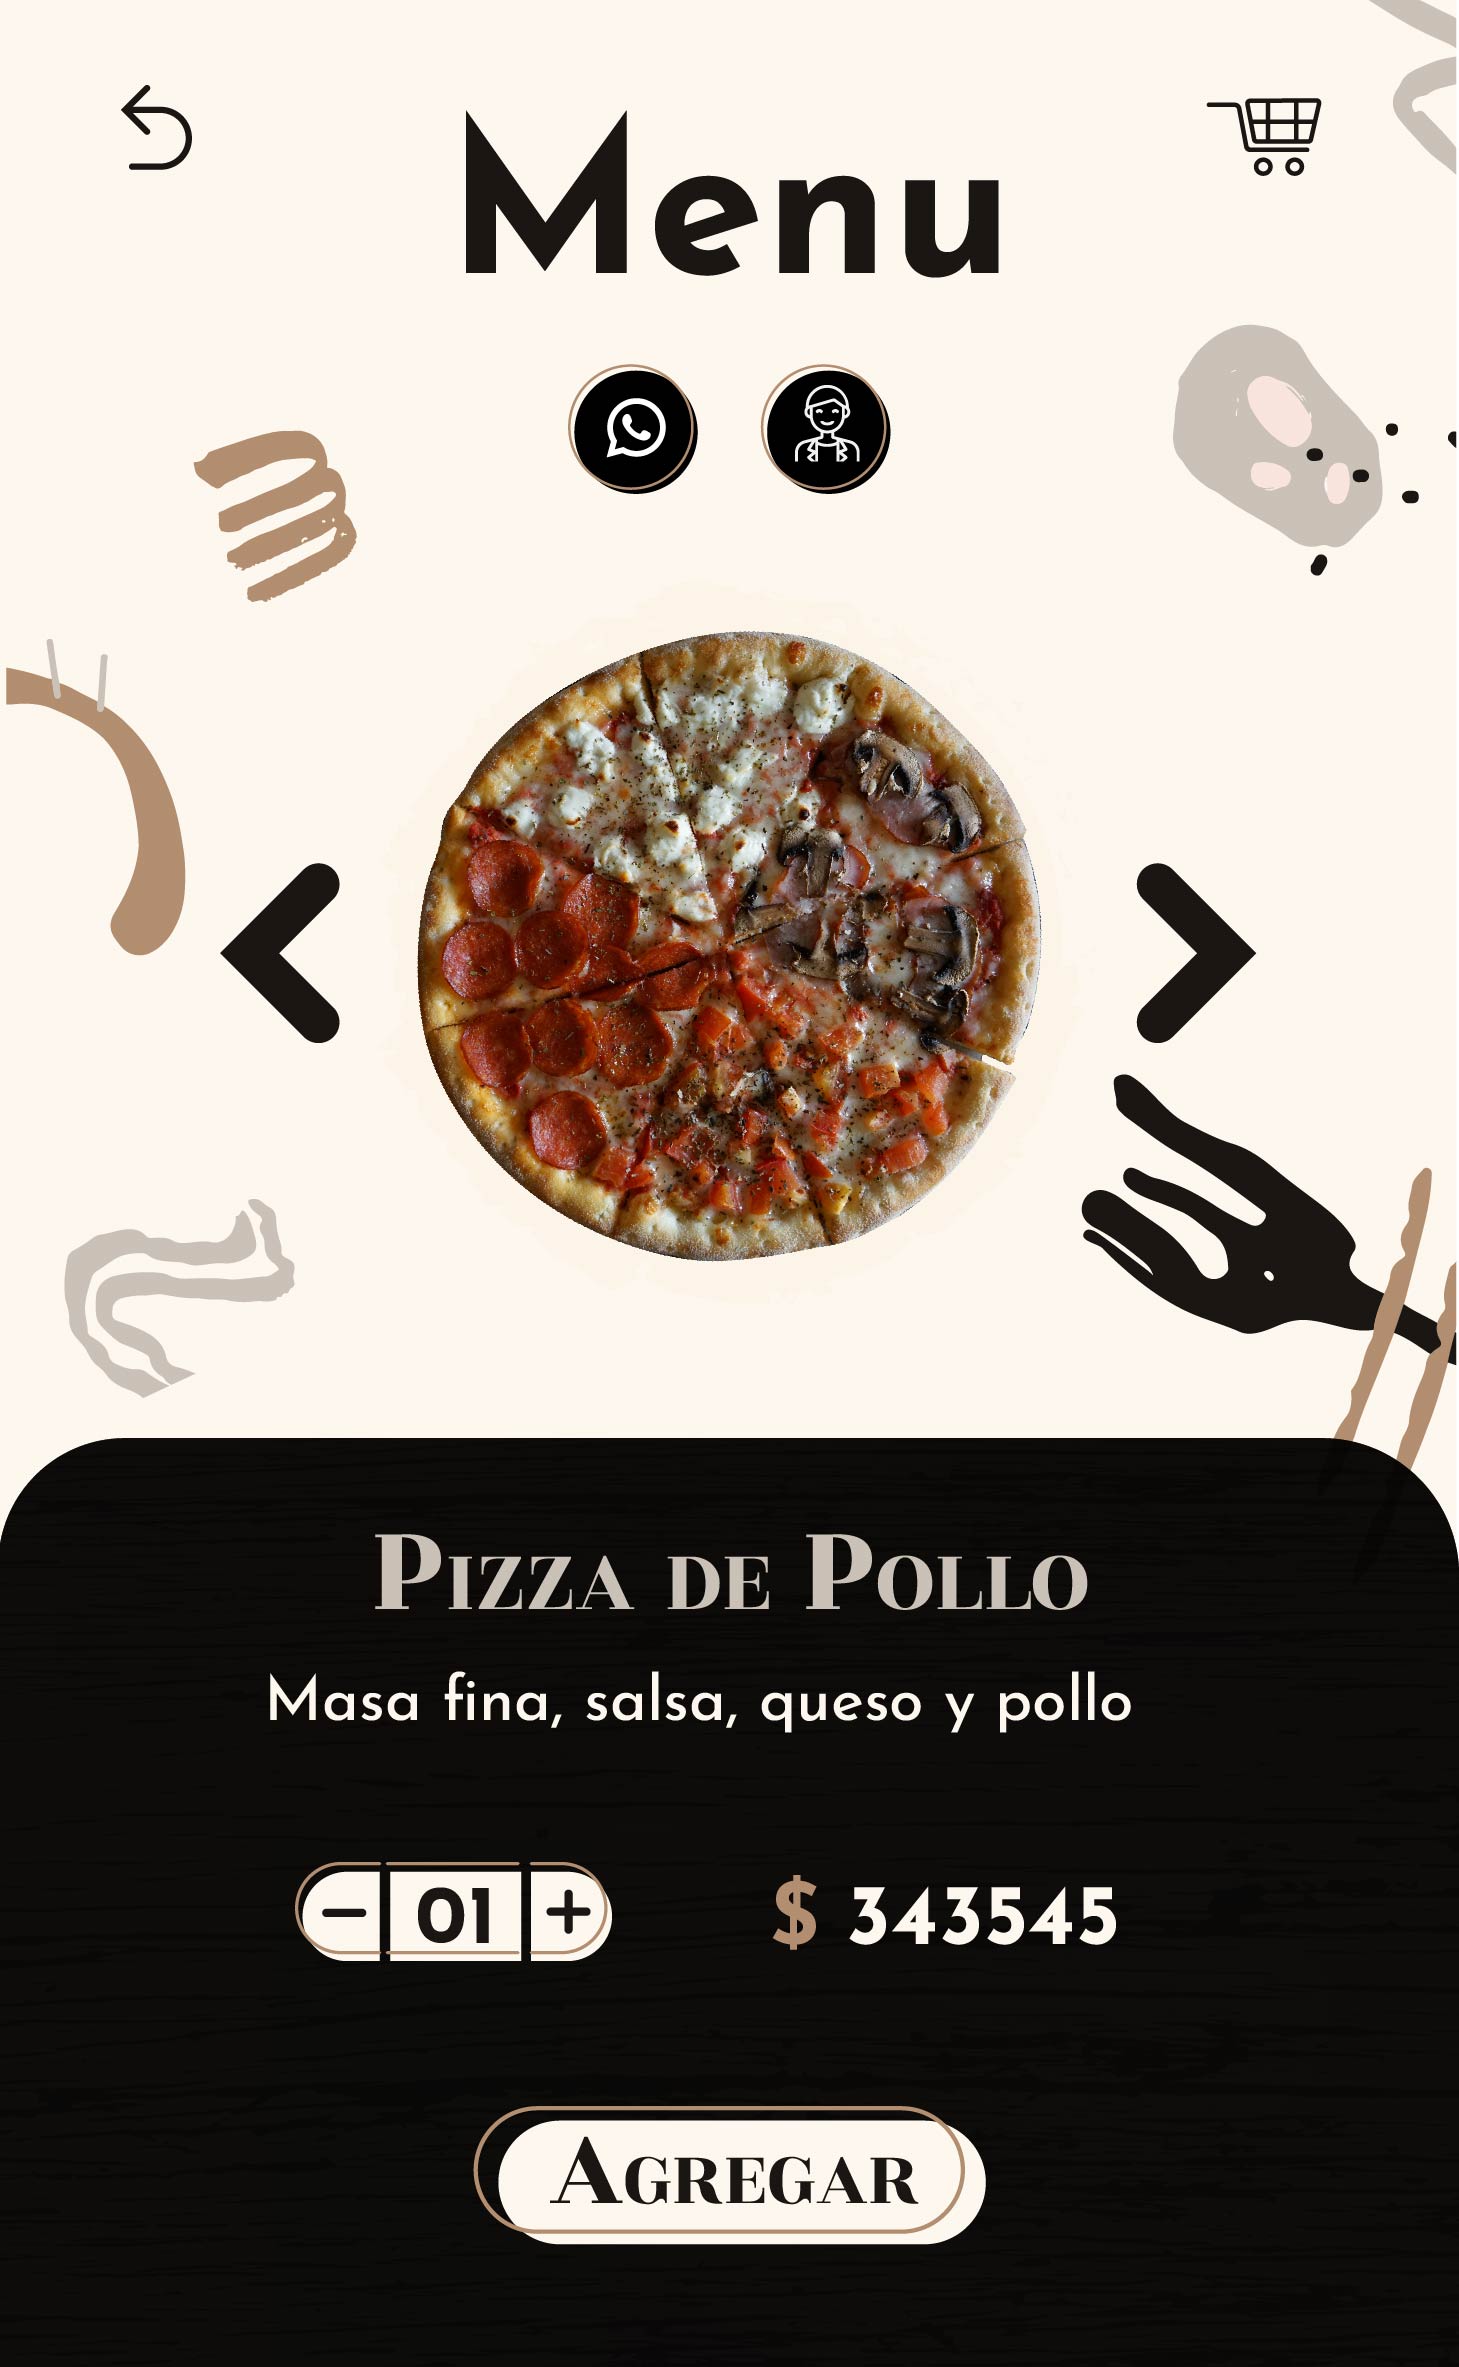 Menu
Pizza de Pollo
Masa fina, salsa, queso y pollo
- 01 + $ 343545
Agregar